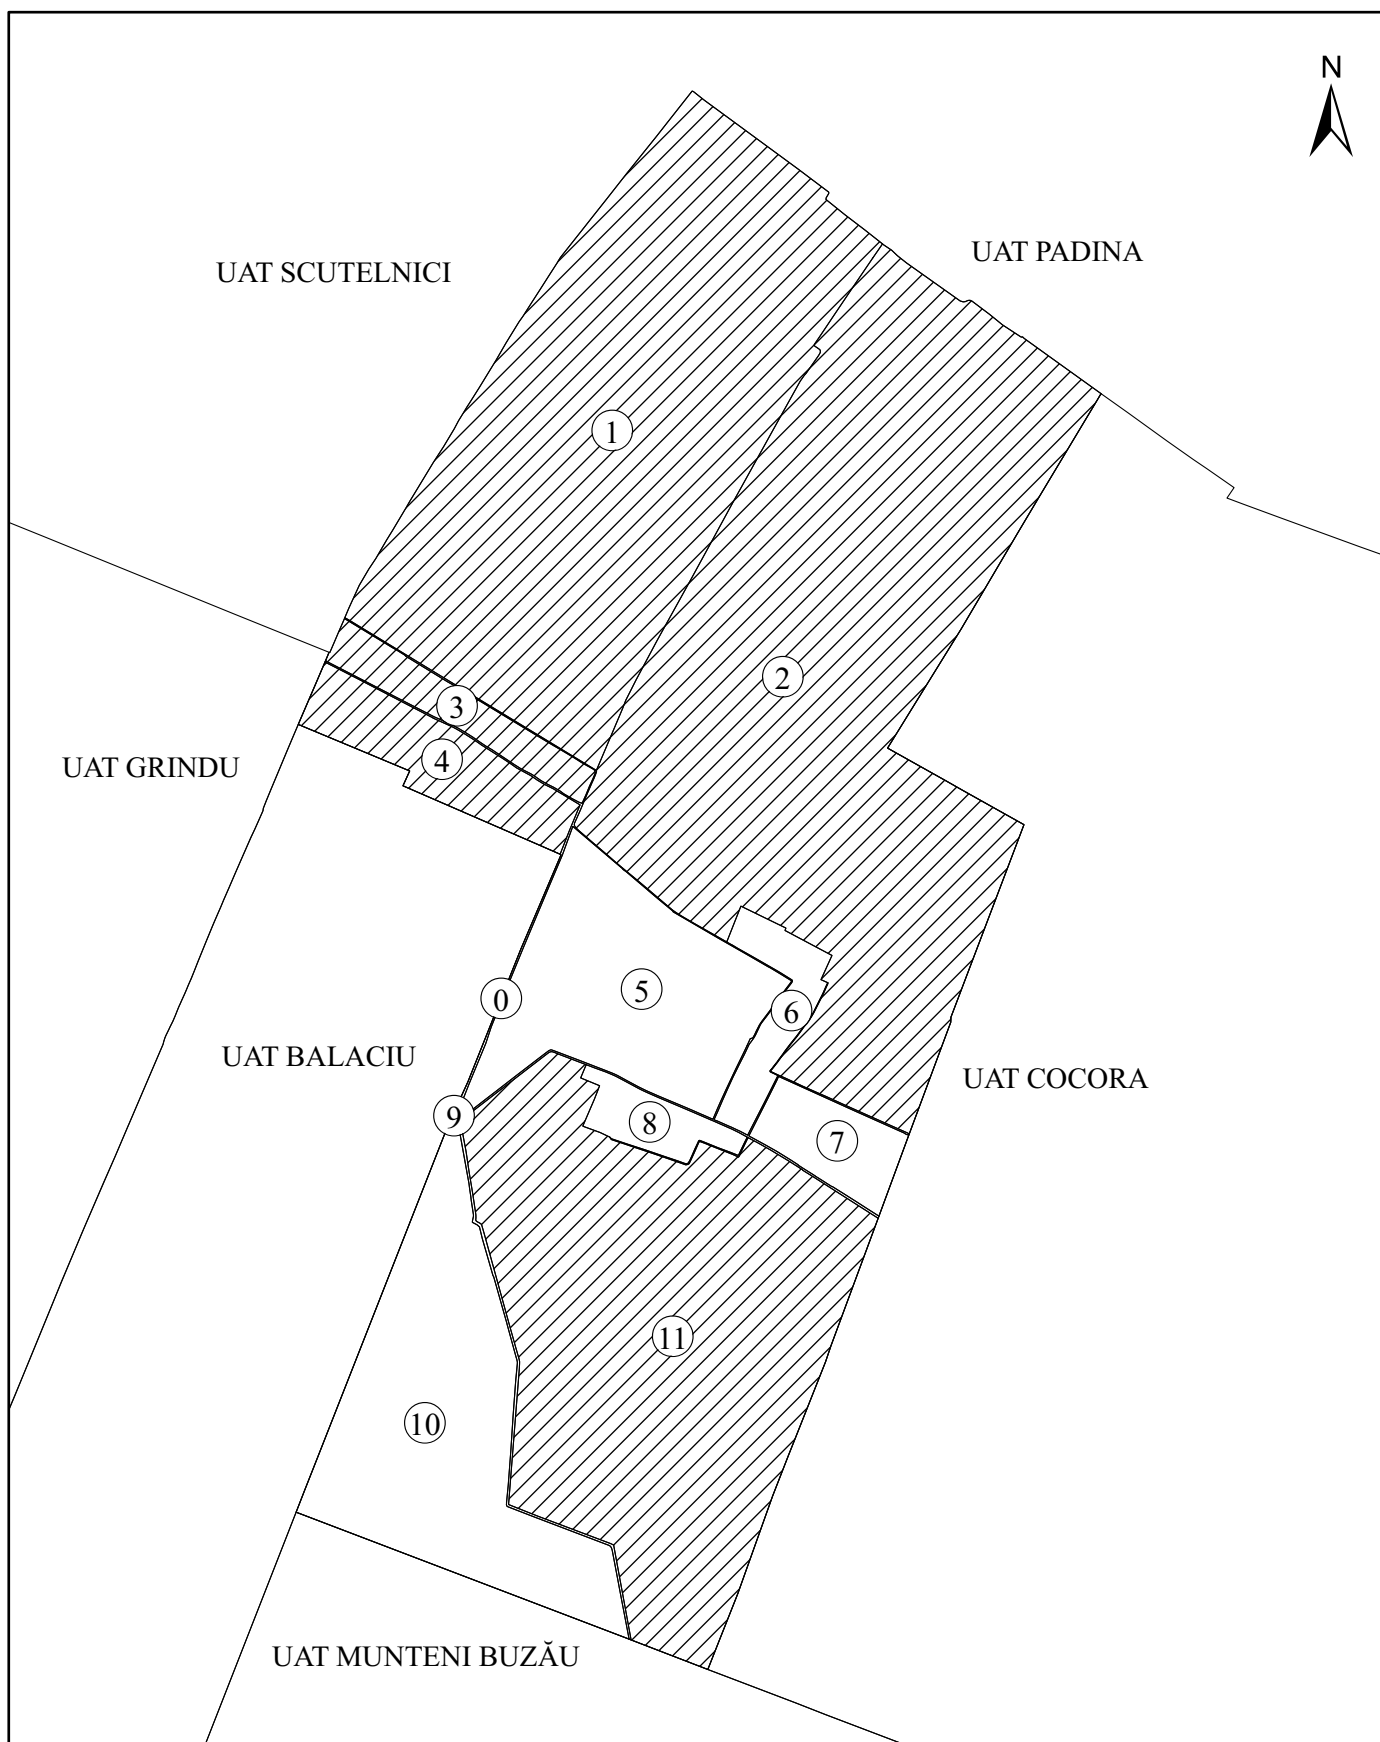 N
UAT PADINA
UAT SCUTELNICI
1
2
3
4
UAT GRINDU
5
0
6
UAT BALACIU
UAT COCORA
9
8
7
11
10
UAT MUNTENI BUZĂU